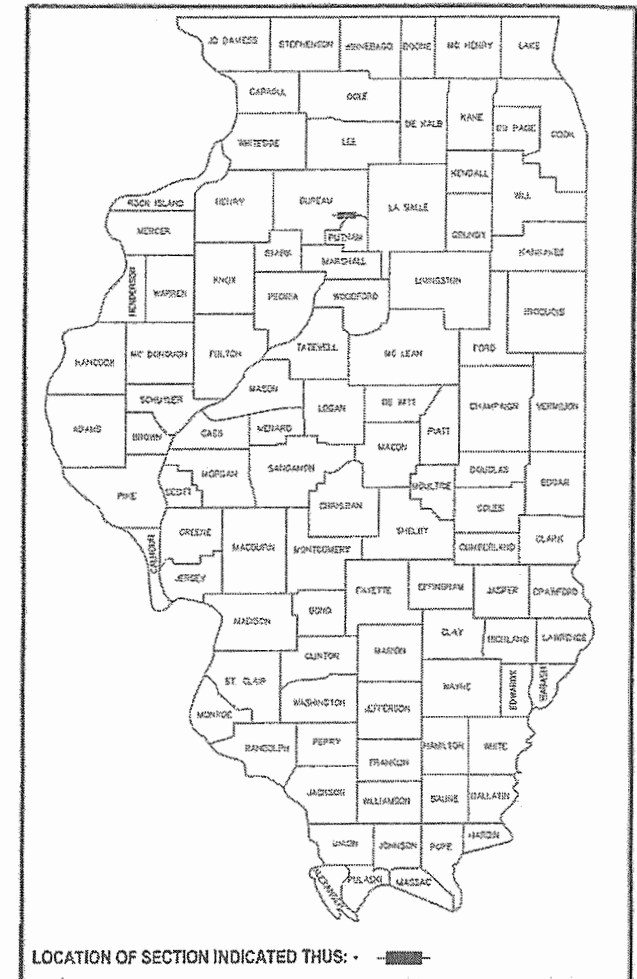 JO DAVIESS STEPHENSON WINNEBAGO BOONE MC HENRY LAKE
CARROLL OGLE
DE KALB KANE DU PAGE COOK
WHITESIDE LEE
KENDALL
WILL
ROCK ISLAND HENRY BUREAU LA SALLE
MERCER PUTNAM GRUNDY
STARK MARSHALL KANKAKEE
HENDERSON WARREN KNOX PEORIA WOODFORD LIVINGSTON
IROQUOIS
HANCOCK MC DONOUGH FULTON TAZEWELL MC LEAN FORD
MASON
SCHUYLER LOGAN DE WITT CHAMPAIGN VERMILION
ADAMS BROWN CASS MENARD PIATT
MACON
PIKE SCOTT MORGAN SANGAMON DOUGLAS EDGAR
MOULTRIE
CHRISTIAN COLES
GREENE SHELBY
CALHOUN MACOUPIN MONTGOMERY CUMBERLAND CLARK
JERSEY
FAYETTE EFFINGHAM JASPER CRAWFORD
MADISON BOND
CLAY RICHLAND LAWRENCE
CLINTON MARION
ST. CLAIR WAYNE EDWARDS WABASH
WASHINGTON JEFFERSON
MONROE
RANDOLPH PERRY HAMILTON WHITE
FRANKLIN
JACKSON WILLIAMSON SALINE GALLATIN
UNION JOHNSON POPE HARDIN
ALEXANDER PULASKI MASSAC
LOCATION OF SECTION INDICATED THUS: -